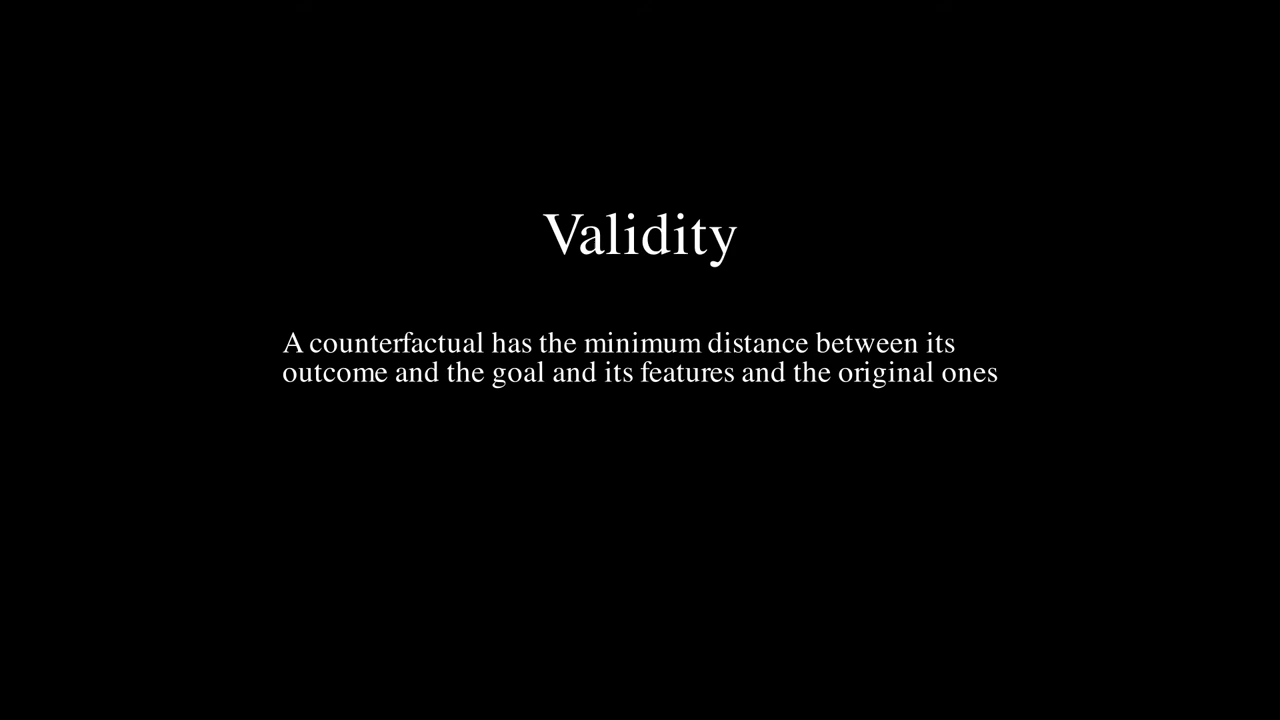 Validity
A counterfactual has the minimum distance between its
outcome and the goal and its features and the original ones